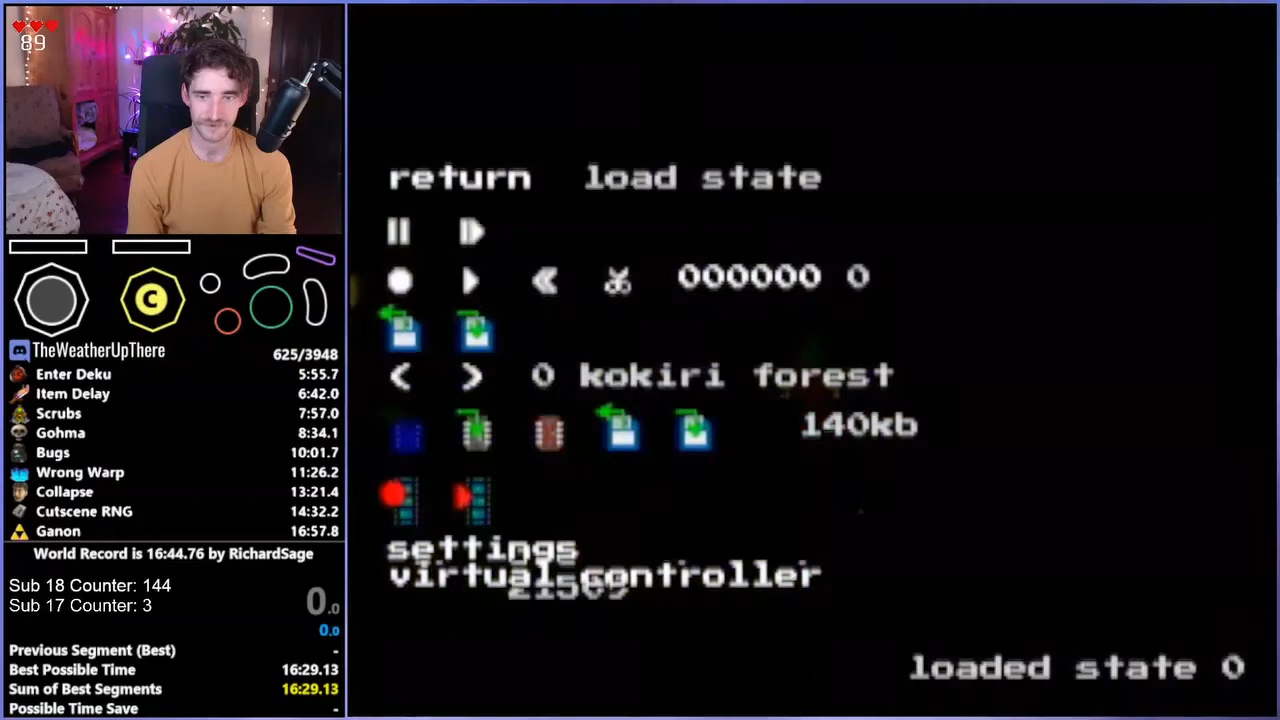 89
return load state
000000 0
< > 0 kokiri forest
140kb
settings
virtual controller
loaded state 0
C
TheWeatherUpThere 625/3948
Enter Deku 5:55.7
Item Delay 6:42.0
Scrubs 7:57.0
Gohma 8:34.1
Bugs 10:01.7
Wrong Warp 11:26.2
Collapse 13:21.4
Cutscene RNG 14:32.2
Ganon 16:57.8
World Record is 16:44.76 by RichardSage
Sub 18 Counter: 144
Sub 17 Counter: 3
0.0
0.0
Previous Segment (Best) -
Best Possible Time 16:29.13
Sum of Best Segments 16:29.13
Possible Time Save -